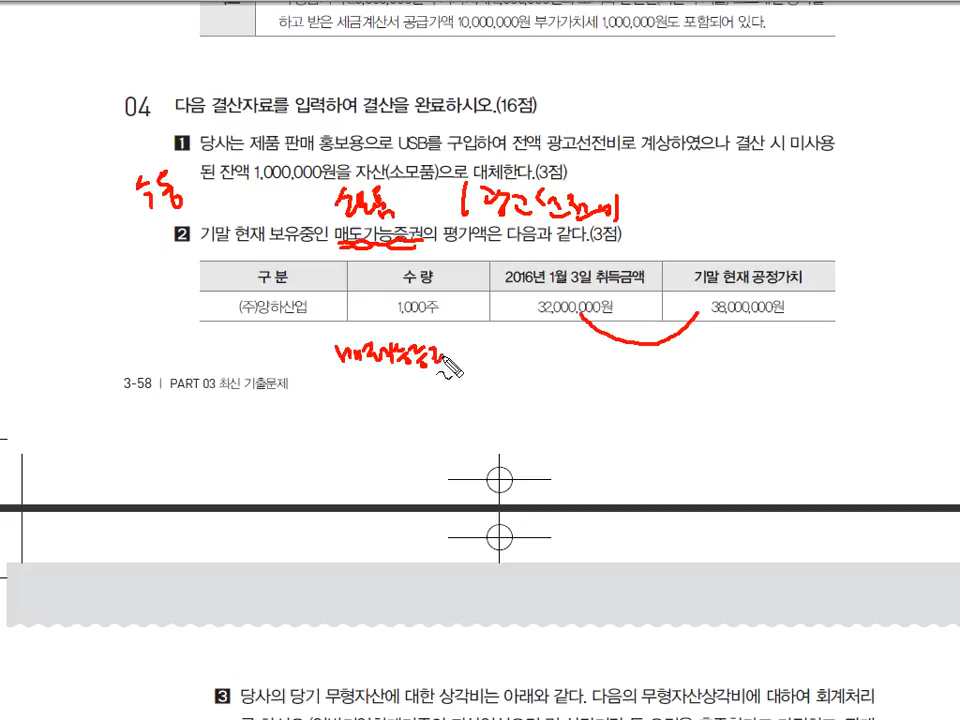 하고 받은 세금계산서 공급가액 10,000,000원 부가가치세 1,000,000원도 포함되어 있다.
04 다음 결산자료를 입력하여 결산을 완료하시오.(16점)
1 당사는 제품 판매 홍보용으로 USB를 구입하여 전액 광고선전비로 계상하였으나 결산 시 미사용
된 잔액 1,000,000원을 자산(소모품)으로 대체한다.(3점)
수동
소모품 / 광고선전비
2 기말 현재 보유중인 매도가능증권의 평가액은 다음과 같다.(3점)
구 분 수 량 2016년 1월 3일 취득금액 기말 현재 공정가치
(주)양하산업 1,000주 32,000,000원 38,000,000원
매도가능증권
3-58 | PART 03 최신 기출문제
3 당사의 당기 무형자산에 대한 상각비는 아래와 같다. 다음의 무형자산상각비에 대하여 회계처리